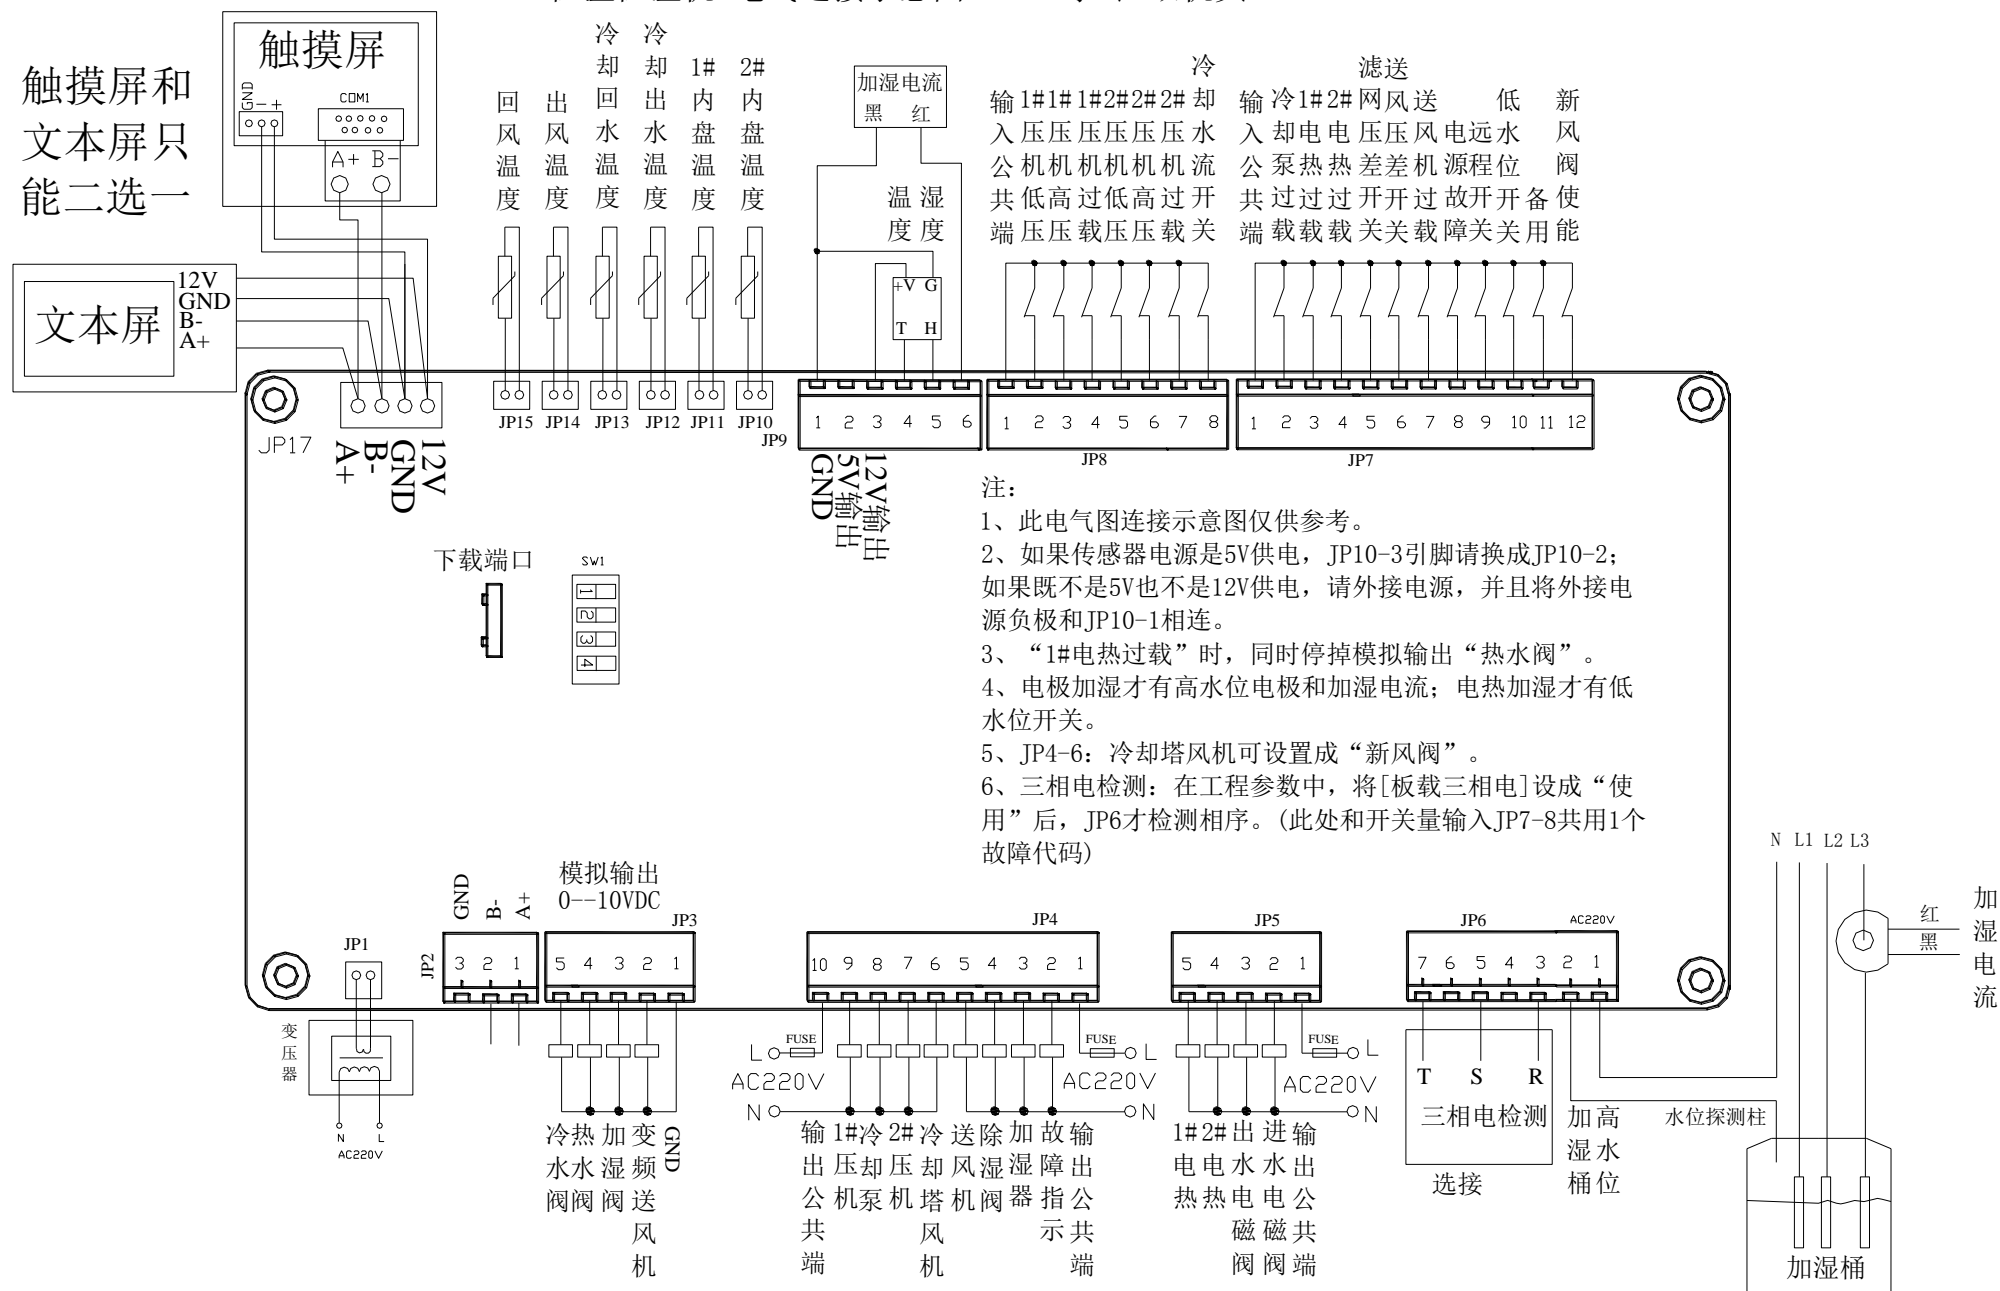 触摸屏和
文本屏只
能二选一
触摸屏
GND
-
+
COM1
A+ B-
文本屏
12V
GND
B-
A+
回风温度
出风温度
冷却回水温度
冷却出水温度
1#内盘温度
2#内盘温度
加湿电流
黑 红
温度
湿度
+V G
T H
输入公共端
1#压机低压
1#压机高压
1#压机过载
2#压机低压
2#压机高压
2#压机过载
冷却水流开关
输入公共端
冷却泵过载
1#电热过载
2#电热过载
滤网压差开关
送风压差开关
送风机过载
电源故障
远程开关
低水位开关
备用
新风阀使能
JP17
A+
B-
GND
12V
JP15 JP14 JP13 JP12 JP11 JP10
JP9
1 2 3 4 5 6
GND
5V输出
12V输出
1 2 3 4 5 6 7 8
JP8
1 2 3 4 5 6 7 8 9 10 11 12
JP7
下载端口
SW1
1
2
3
4
注：
1、此电气图连接示意图仅供参考。
2、如果传感器电源是5V供电，JP10-3引脚请换成JP10-2；
如果既不是5V也不是12V供电，请外接电源，并且将外接电
源负极和JP10-1相连。
3、“1#电热过载”时，同时停掉模拟输出“热水阀”。
4、电极加湿才有高水位电极和加湿电流；电热加湿才有低
水位开关。
5、JP4-6：冷却塔风机可设置成“新风阀”。
6、三相电检测：在工程参数中，将[板载三相电]设成“使
用”后，JP6才检测相序。(此处和开关量输入JP7-8共用1个
故障代码)
JP1
变压器
N L
AC220V
JP2
GND
B-
A+
3 2 1
模拟输出
0--10VDC
JP3
5 4 3 2 1
冷水阀
热水阀
加湿阀
变频送风机
GND
JP4
10 9 8 7 6 5 4 3 2 1
L FUSE
AC220V
N
FUSE L
AC220V
N
输出公共端
1#压机
冷却泵
2#压机
冷却塔风机
送风机
除湿阀
加湿器
故障指示
输出公共端
JP5
5 4 3 2 1
FUSE L
AC220V
N
1#电热
2#电热
出水电磁阀
进水电磁阀
输出公共端
JP6
AC220V
7 6 5 4 3 2 1
T S R
三相电检测
选接
加湿桶
高水位
N L1 L2 L3
红
黑
加湿电流
水位探测柱
加湿桶